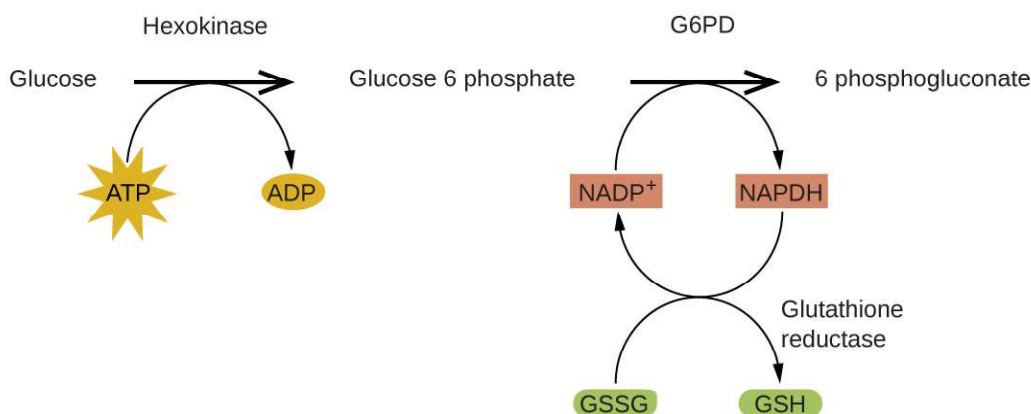 Hexokinase
G6PD
Glucose
Glucose 6 phosphate
6 phosphogluconate
ATP
ADP
NADP⁺
NAPDH
Glutathione
reductase
GSSG
GSH